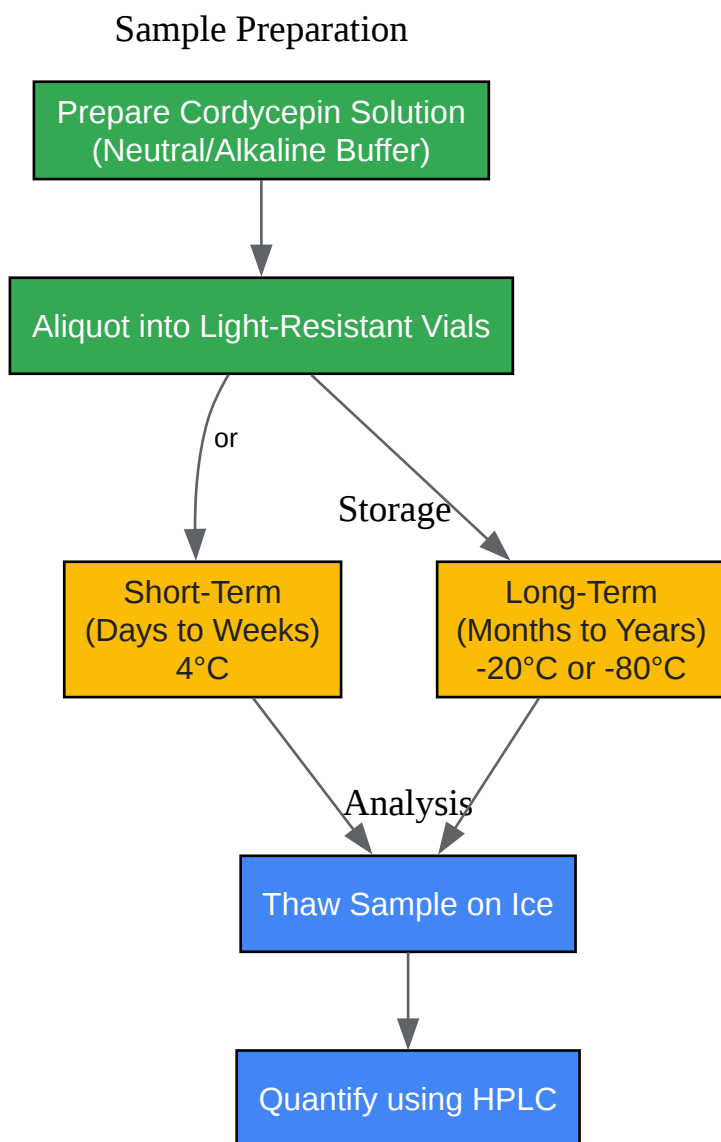 Sample Preparation
Prepare Cordycepin Solution
(Neutral/Alkaline Buffer)
Aliquot into Light-Resistant Vials
or
Storage
Short-Term
(Days to Weeks)
4°C
Long-Term
(Months to Years)
-20°C or -80°C
Analysis
Thaw Sample on Ice
Quantify using HPLC